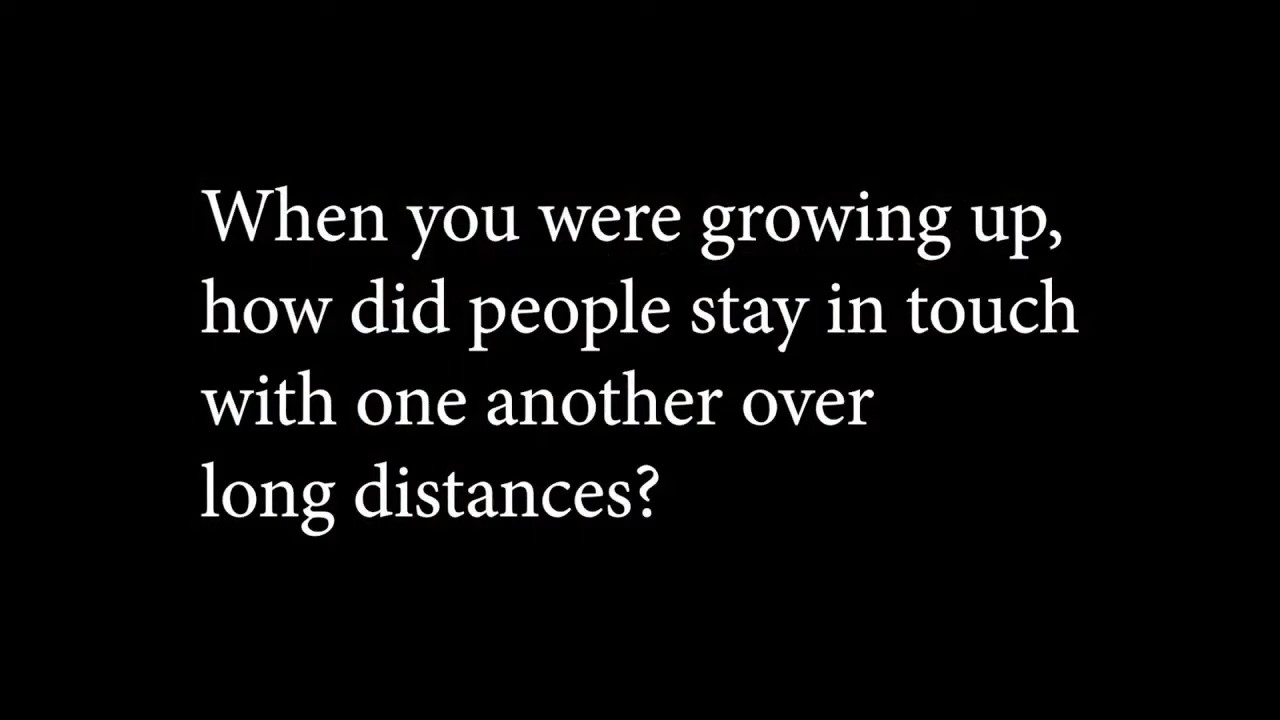 When you were growing up,
how did people stay in touch
with one another over
long distances?